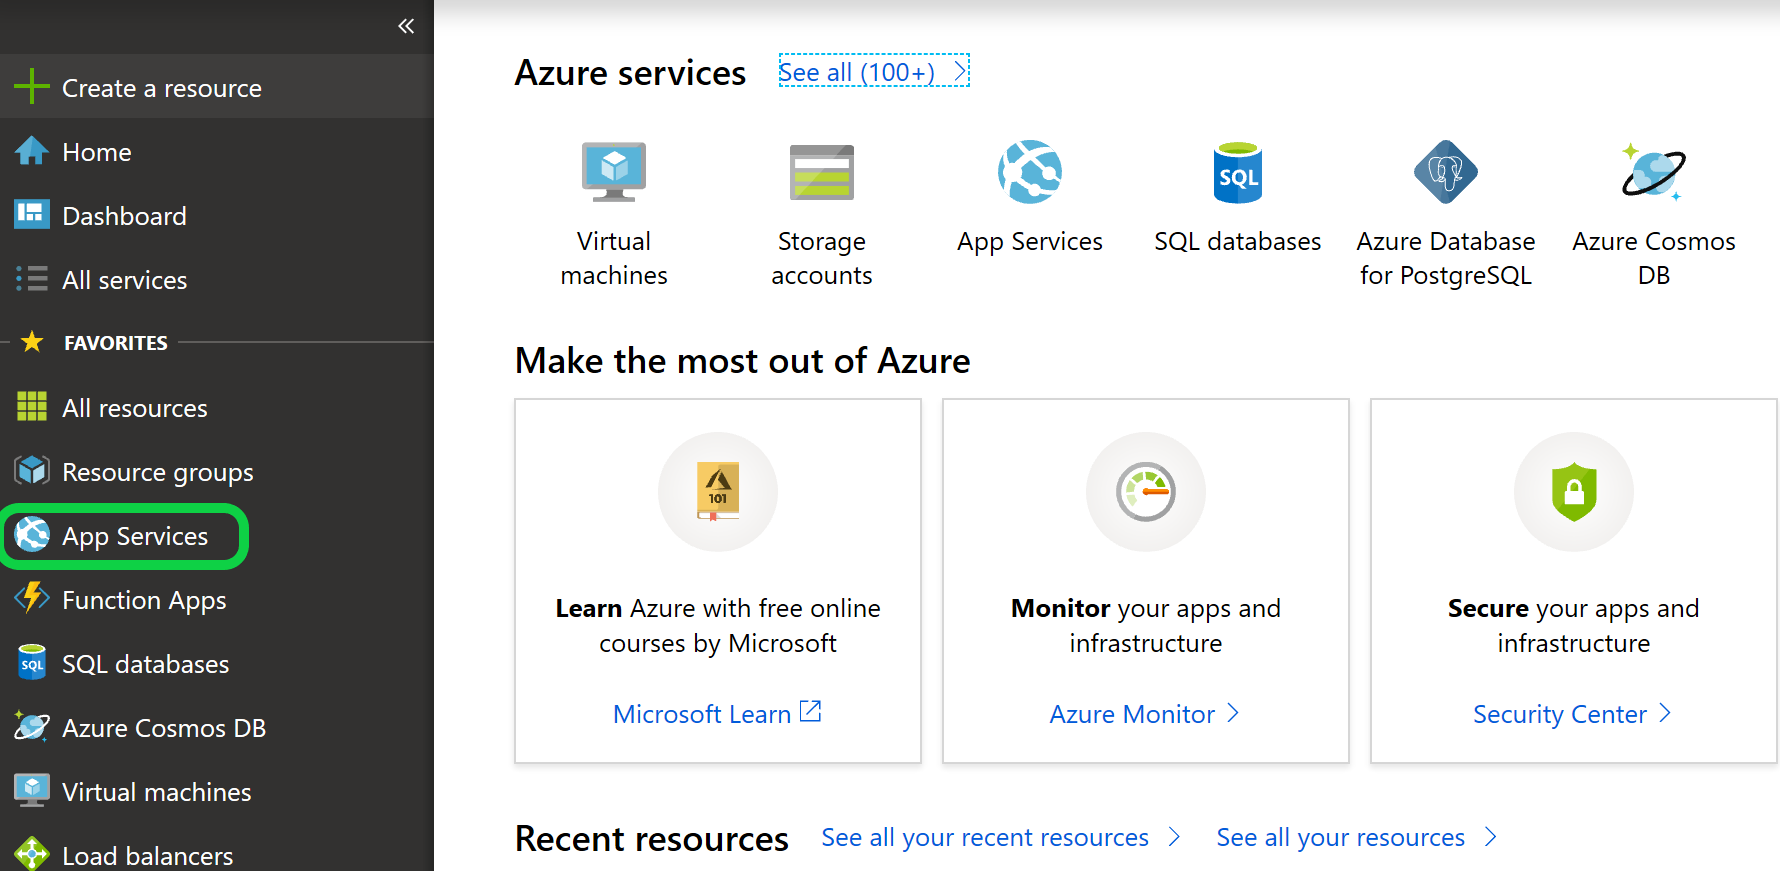 Create a resource
Home
Dashboard
All services
FAVORITES
All resources
Resource groups
App Services
Function Apps
SQL
SQL databases
Azure Cosmos DB
Virtual machines
Load balancers
Azure services
See all (100+)
SQL
Virtual
machines
Storage
accounts
App Services
SQL databases
Azure Database
for PostgreSQL
Azure Cosmos
DB
Make the most out of Azure
101
Learn Azure with free online
courses by Microsoft
Microsoft Learn
Monitor your apps and
infrastructure
Azure Monitor
Secure your apps and
infrastructure
Security Center
Recent resources
See all your recent resources
See all your resources